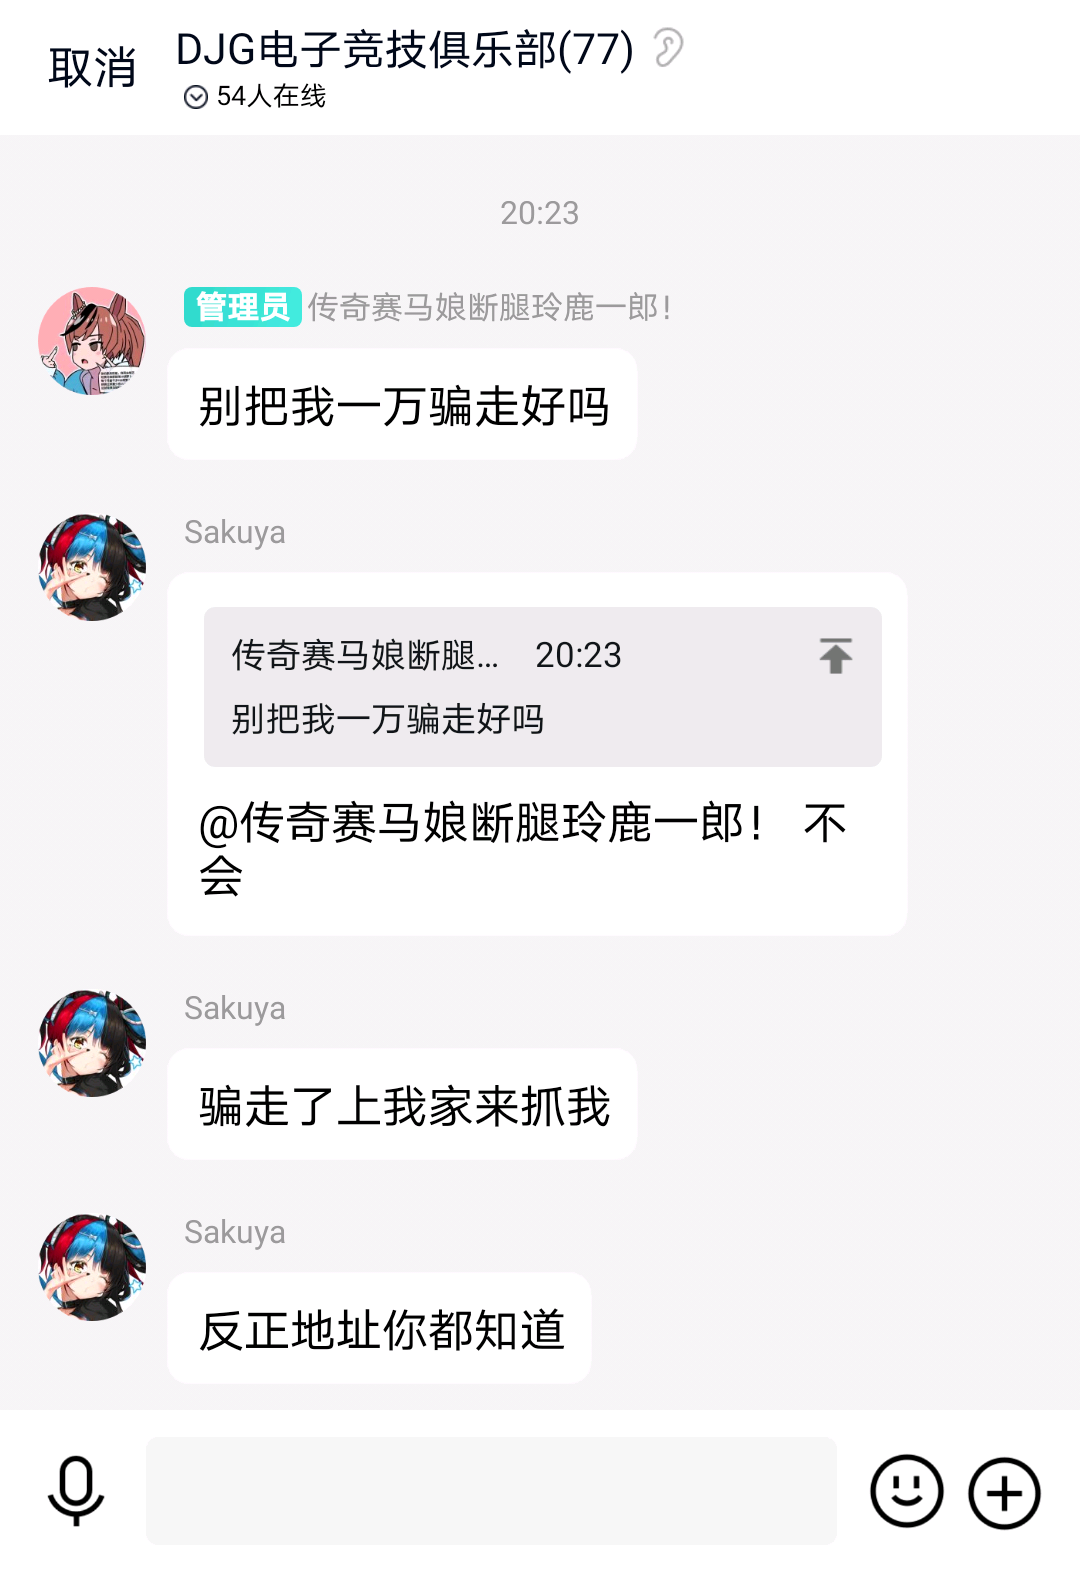 取消
DJG电子竞技俱乐部(77)
54人在线
20:23
管理员 传奇赛马娘断腿玲鹿一郎！
别把我一万骗走好吗
Sakuya
传奇赛马娘断腿... 20:23
别把我一万骗走好吗
@传奇赛马娘断腿玲鹿一郎！ 不
会
Sakuya
骗走了上我家来抓我
Sakuya
反正地址你都知道